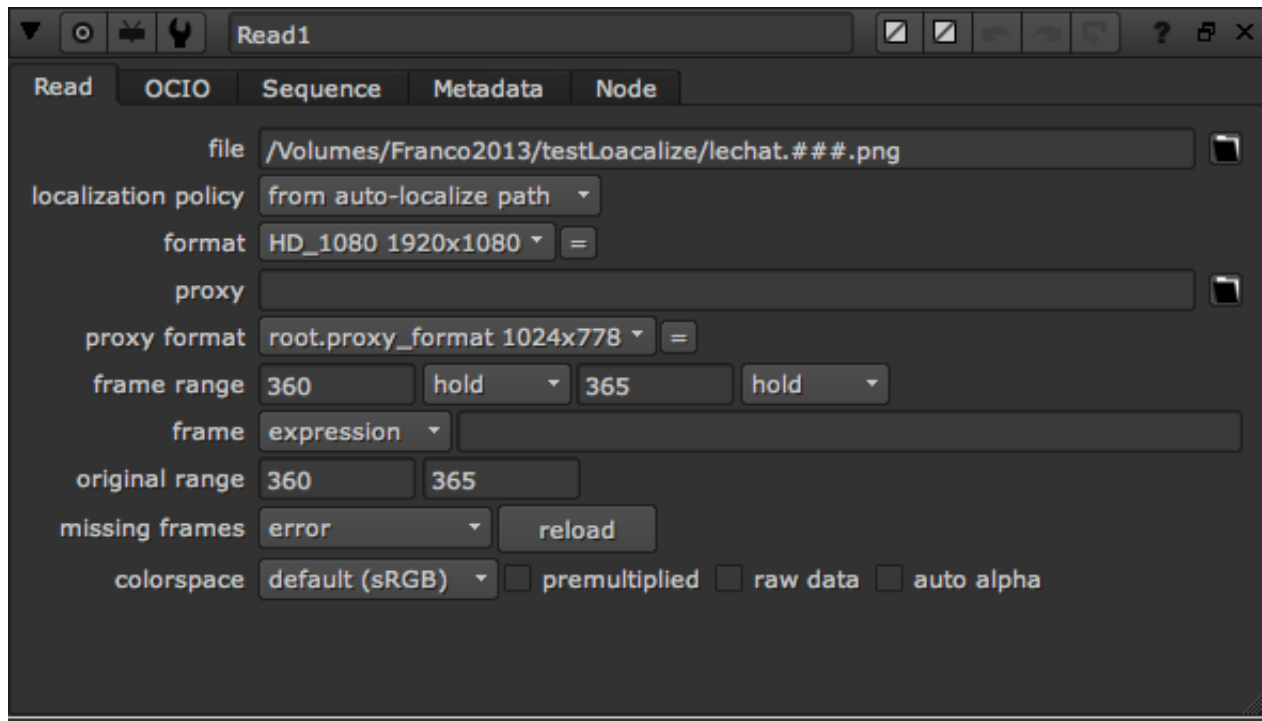 Read1 ?
Read OCIO Sequence Metadata Node
file /Volumes/Franco2013/testLoacalize/lechat.###.png
localization policy from auto-localize path
format HD_1080 1920x1080 =
proxy
proxy format root.proxy_format 1024x778 =
frame range 360 hold 365 hold
frame expression
original range 360 365
missing frames error reload
colorspace default (sRGB) premultiplied raw data auto alpha